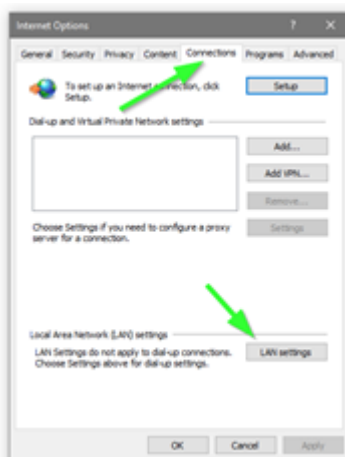 Internet Options
General Security Privacy Content Connections Programs Advanced
To set up an Internet connection, click
Setup.
Setup
Dial-up and Virtual Private Network settings
Add...
Add VPN...
Remove...
Choose Settings if you need to configure a proxy
server for a connection.
Settings
Local Area Network (LAN) settings
LAN Settings do not apply to dial-up connections.
Choose Settings above for dial-up settings.
LAN settings
OK Cancel Apply